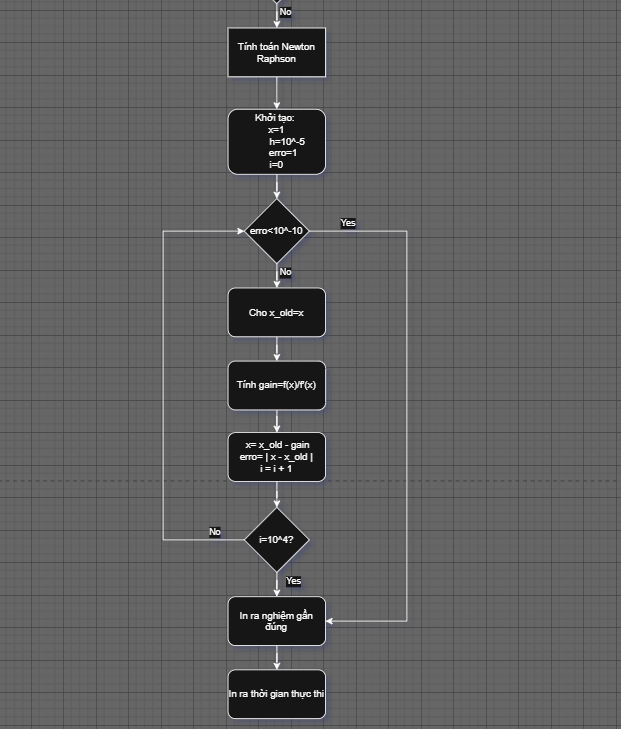 No
Tính toán Newton
Raphson
Khởi tạo:
x=1
h=10^-5
erro=1
i=0
erro<10^-10
Yes
No
Cho x_old=x
Tính gain=f(x)/f'(x)
x= x_old - gain
erro= | x - x_old |
i = i + 1
i=10^4?
No
Yes
In ra nghiệm gần
đúng
In ra thời gian thực thi